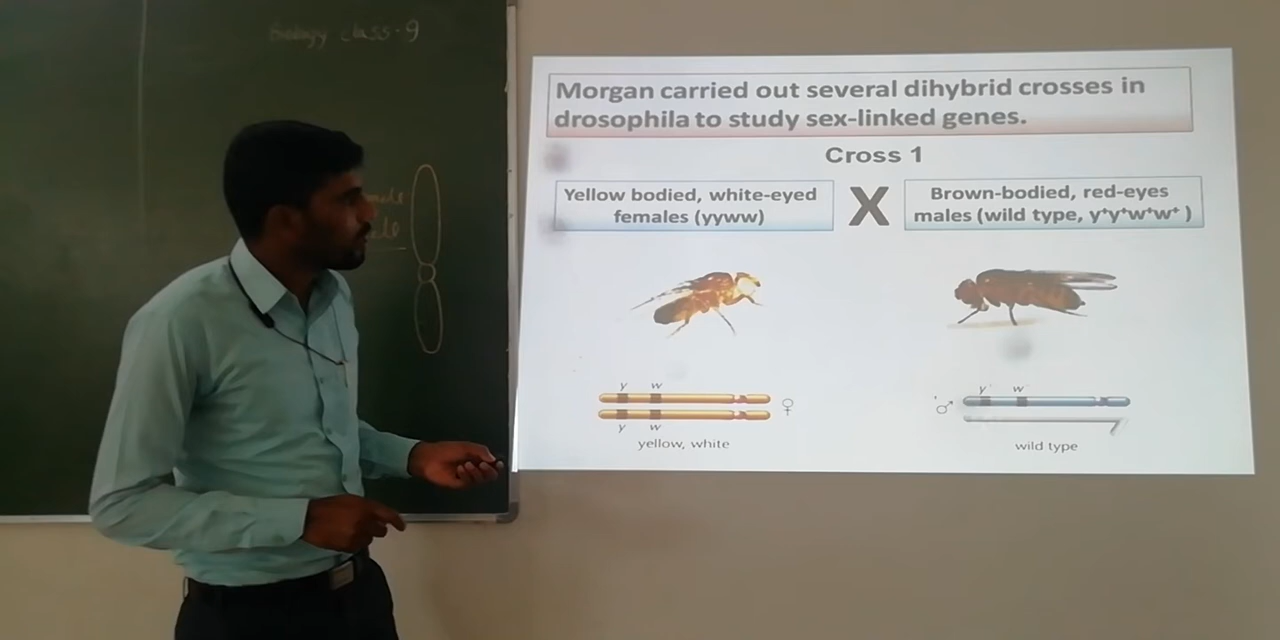 Biology class-9
Morgan carried out several dihybrid crosses in
drosophila to study sex-linked genes.
Cross 1
Yellow bodied, white-eyed
females (yyww)
X
Brown-bodied, red-eyes
males (wild type, y⁺y⁺w⁺w⁺ )
y w
♀
y w
yellow, white
y w
♂
wild type